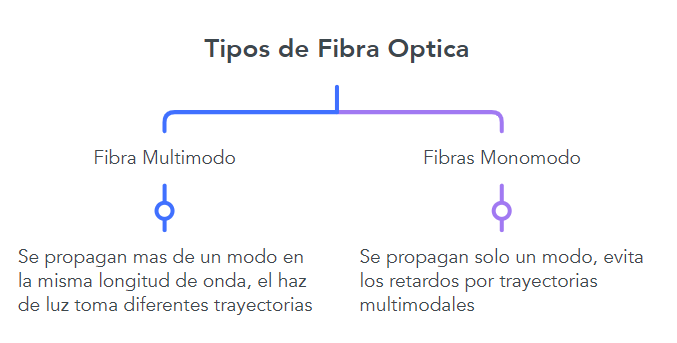 Tipos de Fibra Optica
Fibra Multimodo
Fibras Monomodo
Se propagan mas de un modo en
la misma longitud de onda, el haz
de luz toma diferentes trayectorias
Se propagan solo un modo, evita
los retardos por trayectorias
multimodales